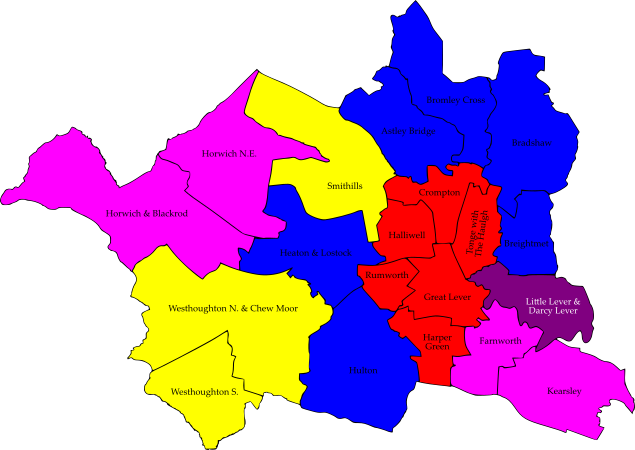 Bromley Cross
Astley Bridge
Bradshaw
Horwich N.E.
Smithills
Crompton
Horwich & Blackrod
Halliwell
Tonge with
The Haulgh
Breightmet
Heaton & Lostock
Rumworth
Great Lever
Little Lever &
Darcy Lever
Westhoughton N. & Chew Moor
Harper
Green
Farnworth
Hulton
Westhoughton S.
Kearsley